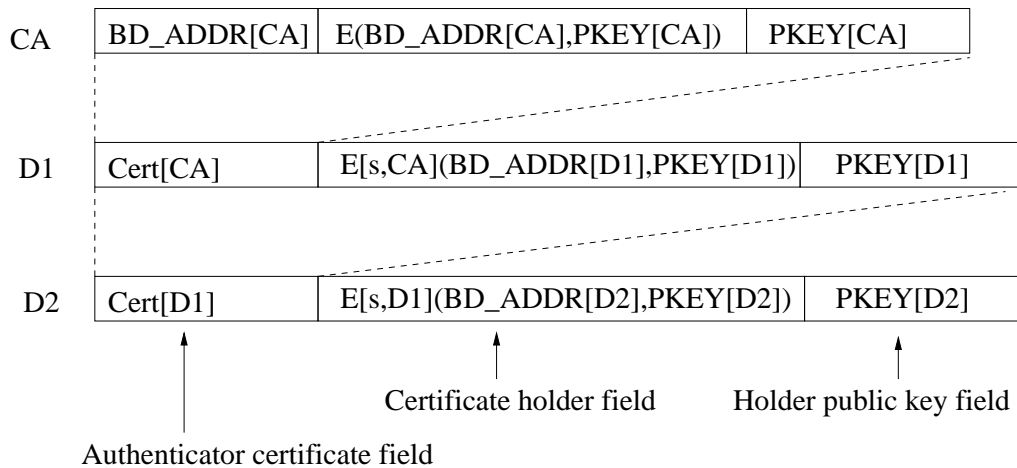 CA BD_ADDR[CA] E(BD_ADDR[CA],PKEY[CA]) PKEY[CA]
D1 Cert[CA] E[s,CA](BD_ADDR[D1],PKEY[D1]) PKEY[D1]
D2 Cert[D1] E[s,D1](BD_ADDR[D2],PKEY[D2]) PKEY[D2]
Certificate holder field Holder public key field
Authenticator certificate field